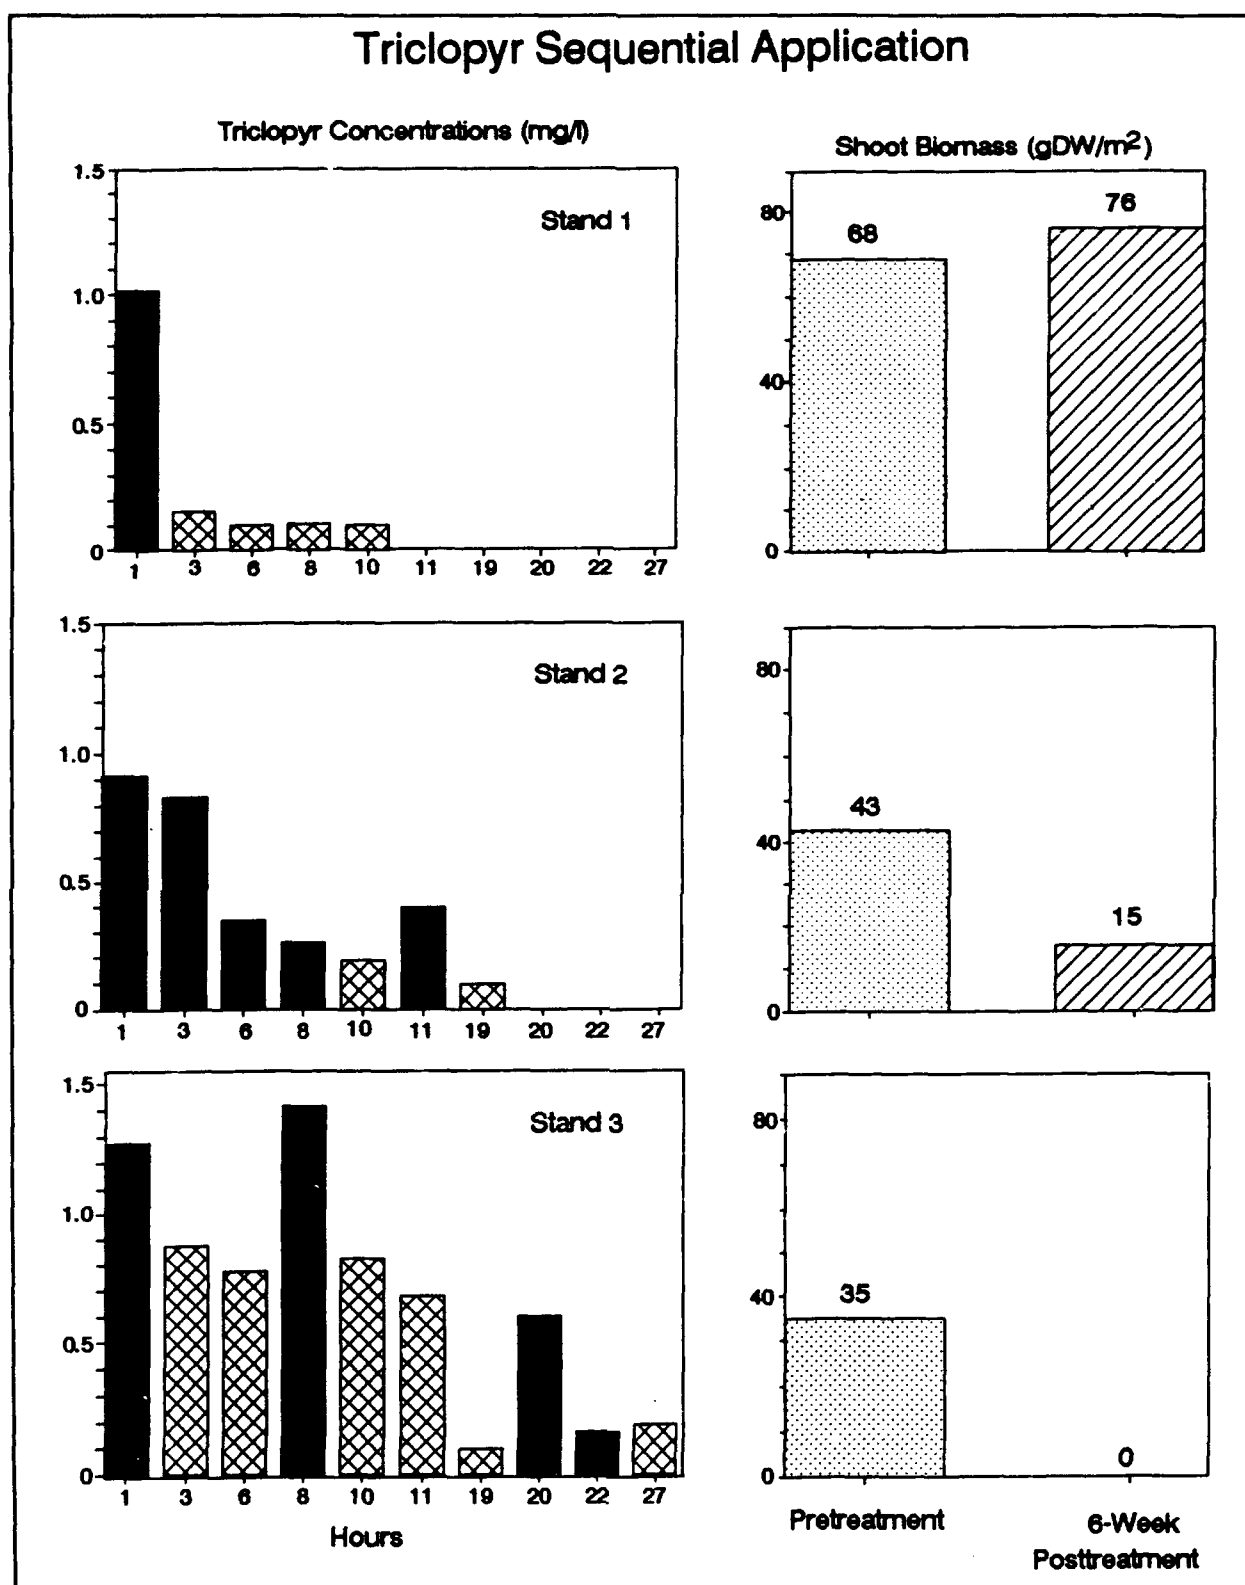 Triclopyr Sequential Application
Triclopyr Concentrations (mg/l)
Shoot Biomass (gDW/m²)
1.5
1.0
0.5
0
Stand 1
1 3 6 8 10 11 19 20 22 27
80
40
0
68
76
1.5
1.0
0.5
0
Stand 2
1 3 6 8 10 11 19 20 22 27
80
40
0
43
15
1.5
1.0
0.5
0
Stand 3
1 3 6 8 10 11 19 20 22 27
Hours
80
40
0
35
0
Pretreatment
6-Week
Posttreatment